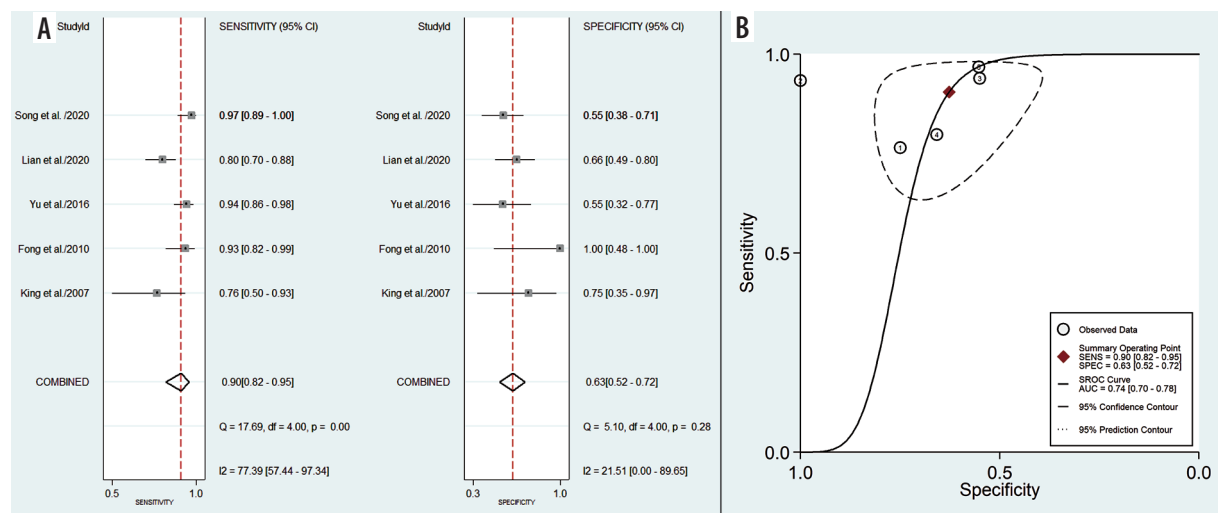 A
StudyId SENSITIVITY (95% CI)
Song et al./2020 0.97 [0.89 - 1.00]
Lian et al./2020 0.80 [0.70 - 0.88]
Yu et al./2016 0.94 [0.86 - 0.98]
Fong et al./2010 0.93 [0.82 - 0.99]
King et al./2007 0.76 [0.50 - 0.93]
COMBINED 0.90[0.82 - 0.95]
Q = 17.69, df = 4.00, p = 0.00
I2 = 77.39 [57.44 - 97.34]
0.5 1.0
SENSITIVITY
StudyId SPECIFICITY (95% CI)
Song et al./2020 0.55 [0.38 - 0.71]
Lian et al./2020 0.66 [0.49 - 0.80]
Yu et al./2016 0.55 [0.32 - 0.77]
Fong et al./2010 1.00 [0.48 - 1.00]
King et al./2007 0.75 [0.35 - 0.97]
COMBINED 0.63[0.52 - 0.72]
Q = 5.10, df = 4.00, p = 0.28
I2 = 21.51 [0.00 - 89.65]
0.3 1.0
SPECIFICITY
B
1.0
0.5
0.0
Sensitivity
2
5
3
4
1
Observed Data
Summary Operating Point
SENS = 0.90 [0.82 - 0.95]
SPEC = 0.63 [0.52 - 0.72]
SROC Curve
AUC = 0.74 [0.70 - 0.78]
95% Confidence Contour
95% Prediction Contour
1.0 0.5 0.0
Specificity